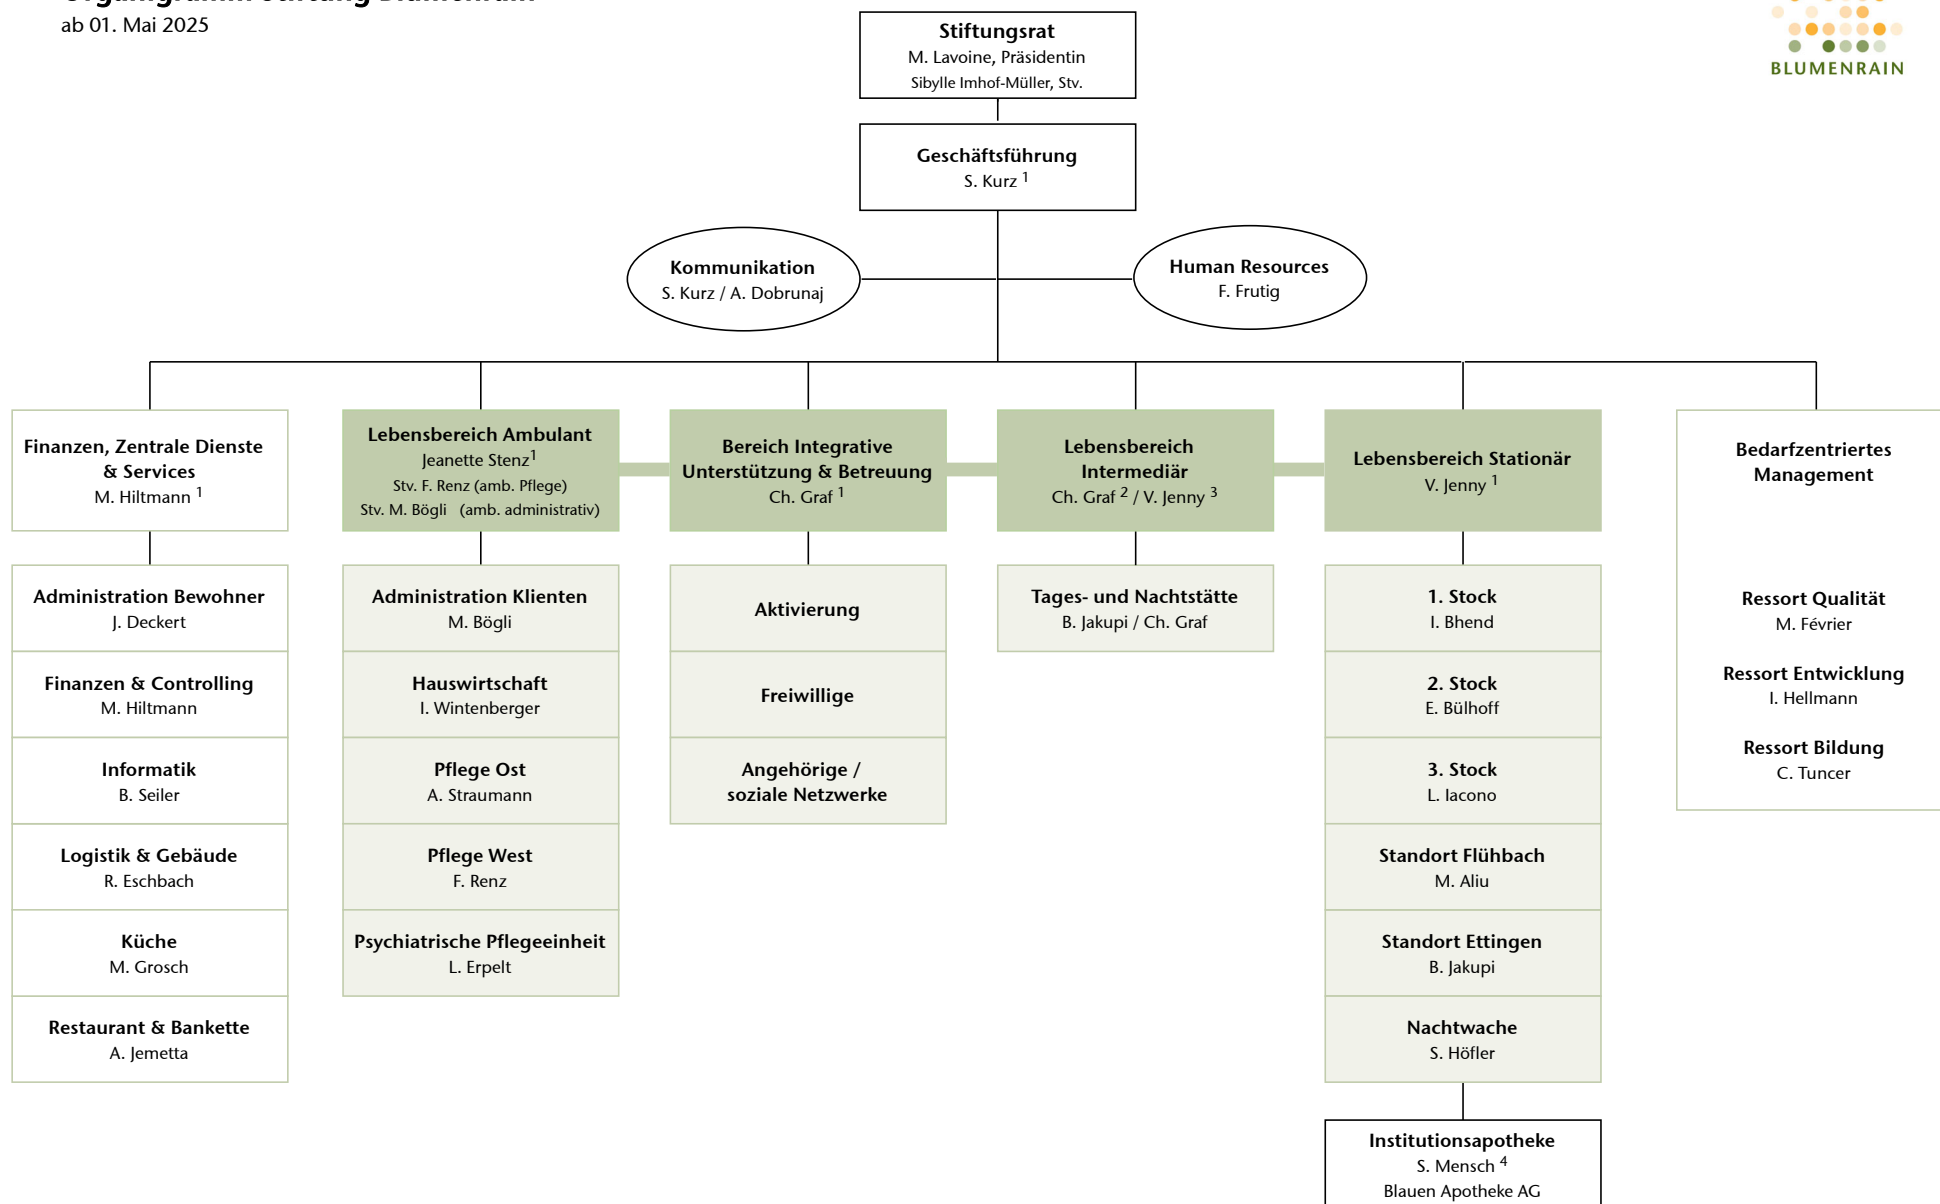 Organigramm Stiftung Blumenrain
ab 01. Mai 2025
BLUMENRAIN
Stiftungsrat
M. Lavoine, Präsidentin
Sibylle Imhof-Müller, Stv.
Geschäftsführung
S. Kurz 1
Kommunikation
S. Kurz / A. Dobrunaj
Human Resources
F. Frutig
Finanzen, Zentrale Dienste
& Services
M. Hiltmann 1
Lebensbereich Ambulant
Jeanette Stenz1
Stv. F. Renz (amb. Pflege)
Stv. M. Bögli (amb. administrativ)
Bereich Integrative
Unterstützung & Betreuung
Ch. Graf 1
Lebensbereich
Intermediär
Ch. Graf 2 / V. Jenny 3
Lebensbereich Stationär
V. Jenny 1
Bedarfzentriertes
Management
Ressort Qualität
M. Février
Ressort Entwicklung
I. Hellmann
Ressort Bildung
C. Tuncer
Administration Bewohner
J. Deckert
Finanzen & Controlling
M. Hiltmann
Informatik
B. Seiler
Logistik & Gebäude
R. Eschbach
Küche
M. Grosch
Restaurant & Bankette
A. Jemetta
Administration Klienten
M. Bögli
Hauswirtschaft
I. Wintenberger
Pflege Ost
A. Straumann
Pflege West
F. Renz
Psychiatrische Pflegeeinheit
L. Erpelt
Aktivierung
Freiwillige
Angehörige /
soziale Netzwerke
Tages- und Nachtstätte
B. Jakupi / Ch. Graf
1. Stock
I. Bhend
2. Stock
E. Bülhoff
3. Stock
L. Iacono
Standort Flühbach
M. Aliu
Standort Ettingen
B. Jakupi
Nachtwache
S. Höfler
Institutionsapotheke
S. Mensch 4
Blauen Apotheke AG